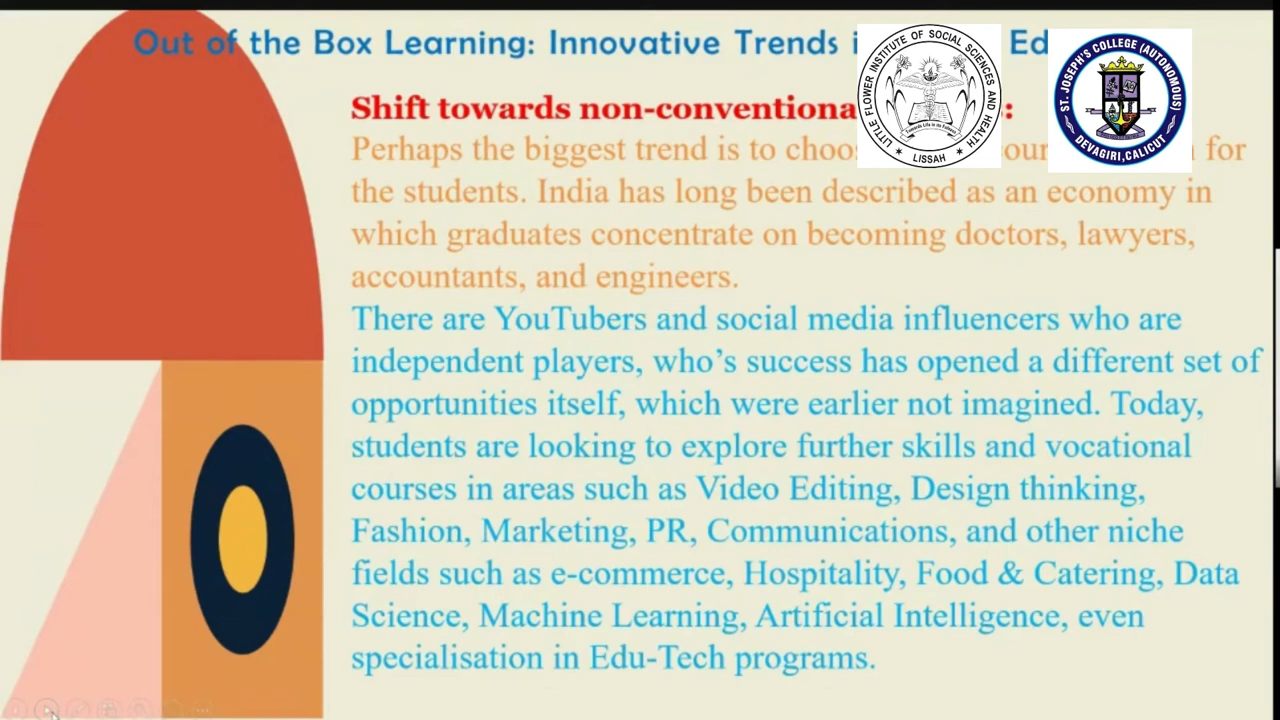 Out of the Box Learning: Innovative Trends
Shift towards non-conventional
Perhaps the biggest trend is to for
the students. India has long been described as an economy in
which graduates concentrate on becoming doctors, lawyers,
accountants, and engineers.
There are YouTubers and social media influencers who are
independent players, who’s success has opened a different set of
opportunities itself, which were earlier not imagined. Today,
students are looking to explore further skills and vocational
courses in areas such as Video Editing, Design thinking,
Fashion, Marketing, PR, Communications, and other niche
fields such as e-commerce, Hospitality, Food & Catering, Data
Science, Machine Learning, Artificial Intelligence, even
specialisation in Edu-Tech programs.
LITTLE FLOWER INSTITUTE OF SOCIAL SCIENCES AND HEALTH
Towards Life in its Fullness
LISSAH
ST. JOSEPH'S COLLEGE (AUTONOMOUS)
DEVAGIRI, CALICUT